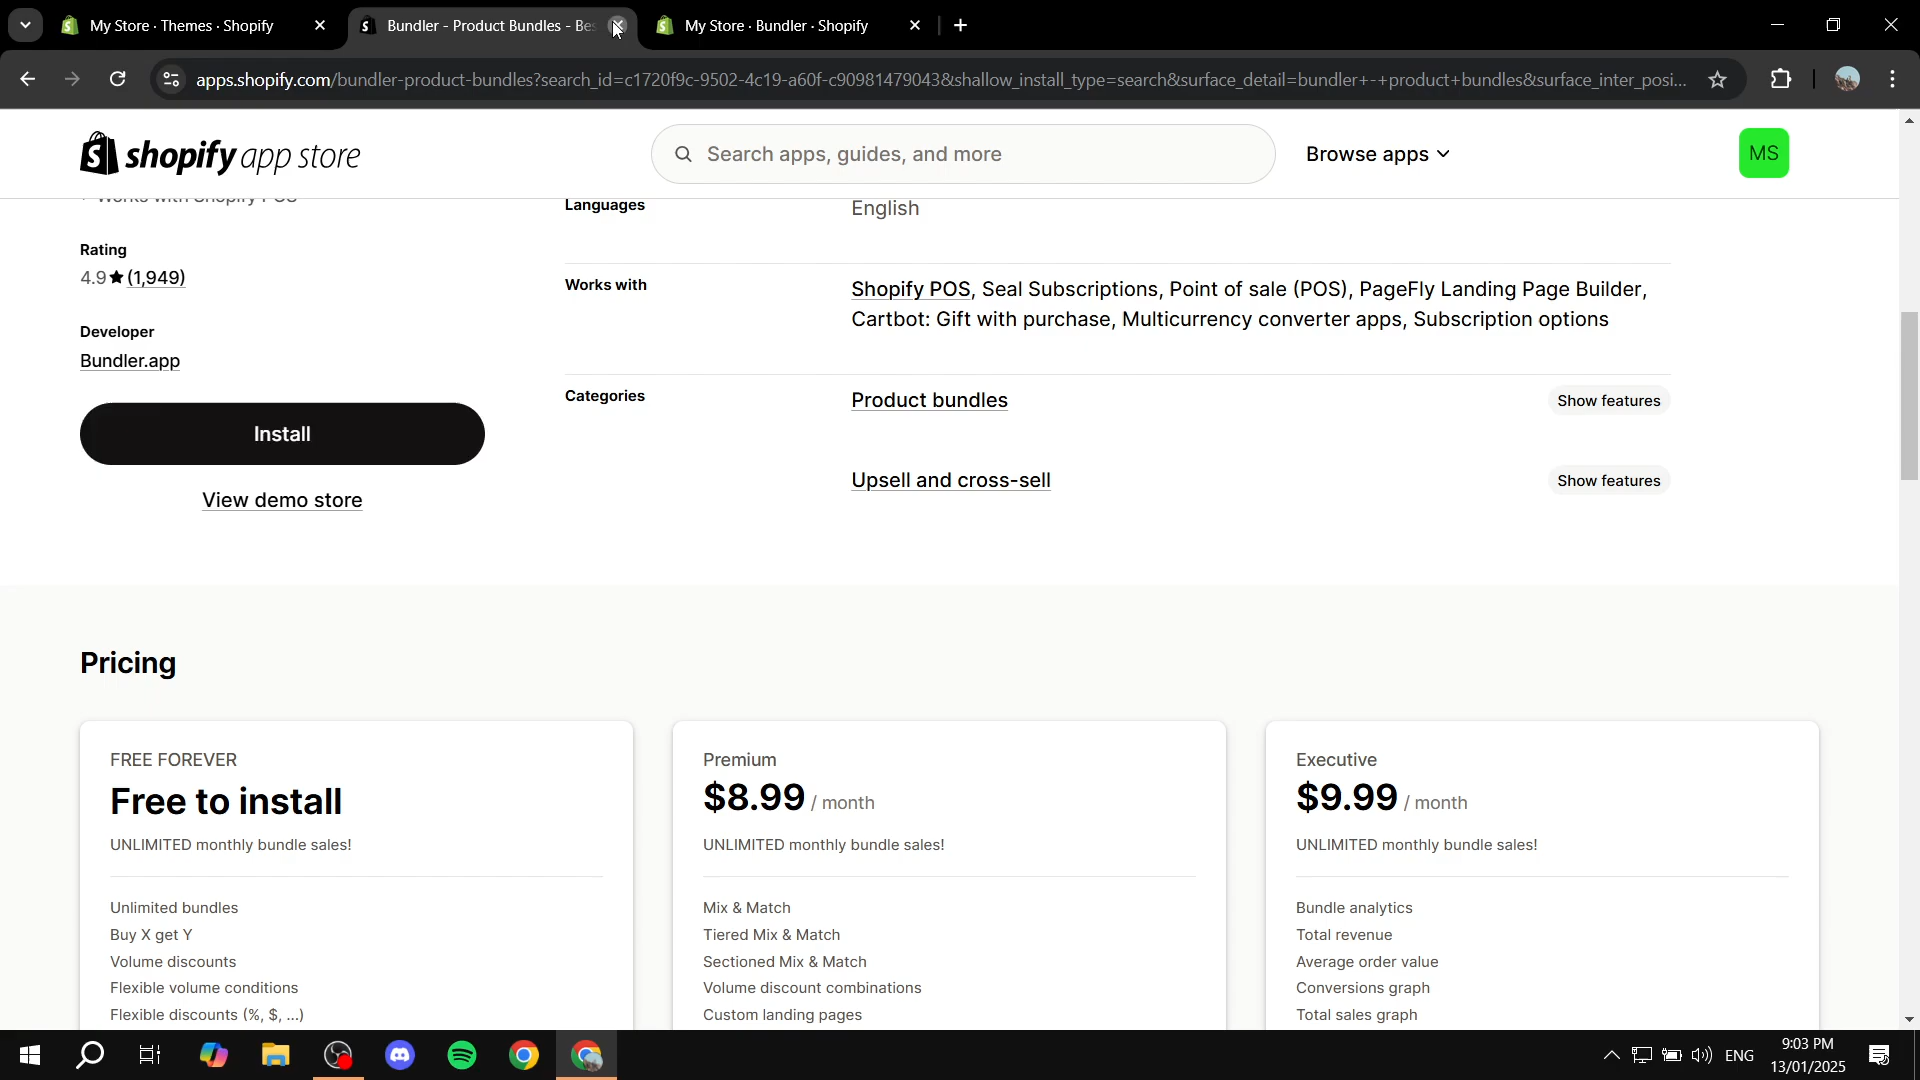 My Store · Themes · Shopify
Bundler - Product Bundles - Bes
My Store · Bundler · Shopify
apps.shopify.com/bundler-product-bundles?search_id=c1720f9c-9502-4c19-a60f-c90981479043&shallow_install_type=search&surface_detail=bundler+-+product+bundles&surface_inter_posi...
shopify app store
Search apps, guides, and more
Browse apps
MS
Works with Shopify POS
Languages
English
Rating
4.9★ (1,949)
Works with
Shopify POS, Seal Subscriptions, Point of sale (POS), PageFly Landing Page Builder,
Cartbot: Gift with purchase, Multicurrency converter apps, Subscription options
Developer
Bundler.app
Categories
Product bundles
Show features
Install
Upsell and cross-sell
Show features
View demo store
Pricing
FREE FOREVER
Free to install
UNLIMITED monthly bundle sales!
Unlimited bundles
Buy X get Y
Volume discounts
Flexible volume conditions
Flexible discounts (%, $, ...)
Premium
$8.99 / month
UNLIMITED monthly bundle sales!
Mix & Match
Tiered Mix & Match
Sectioned Mix & Match
Volume discount combinations
Custom landing pages
Executive
$9.99 / month
UNLIMITED monthly bundle sales!
Bundle analytics
Total revenue
Average order value
Conversions graph
Total sales graph
ENG
9:03 PM
13/01/2025